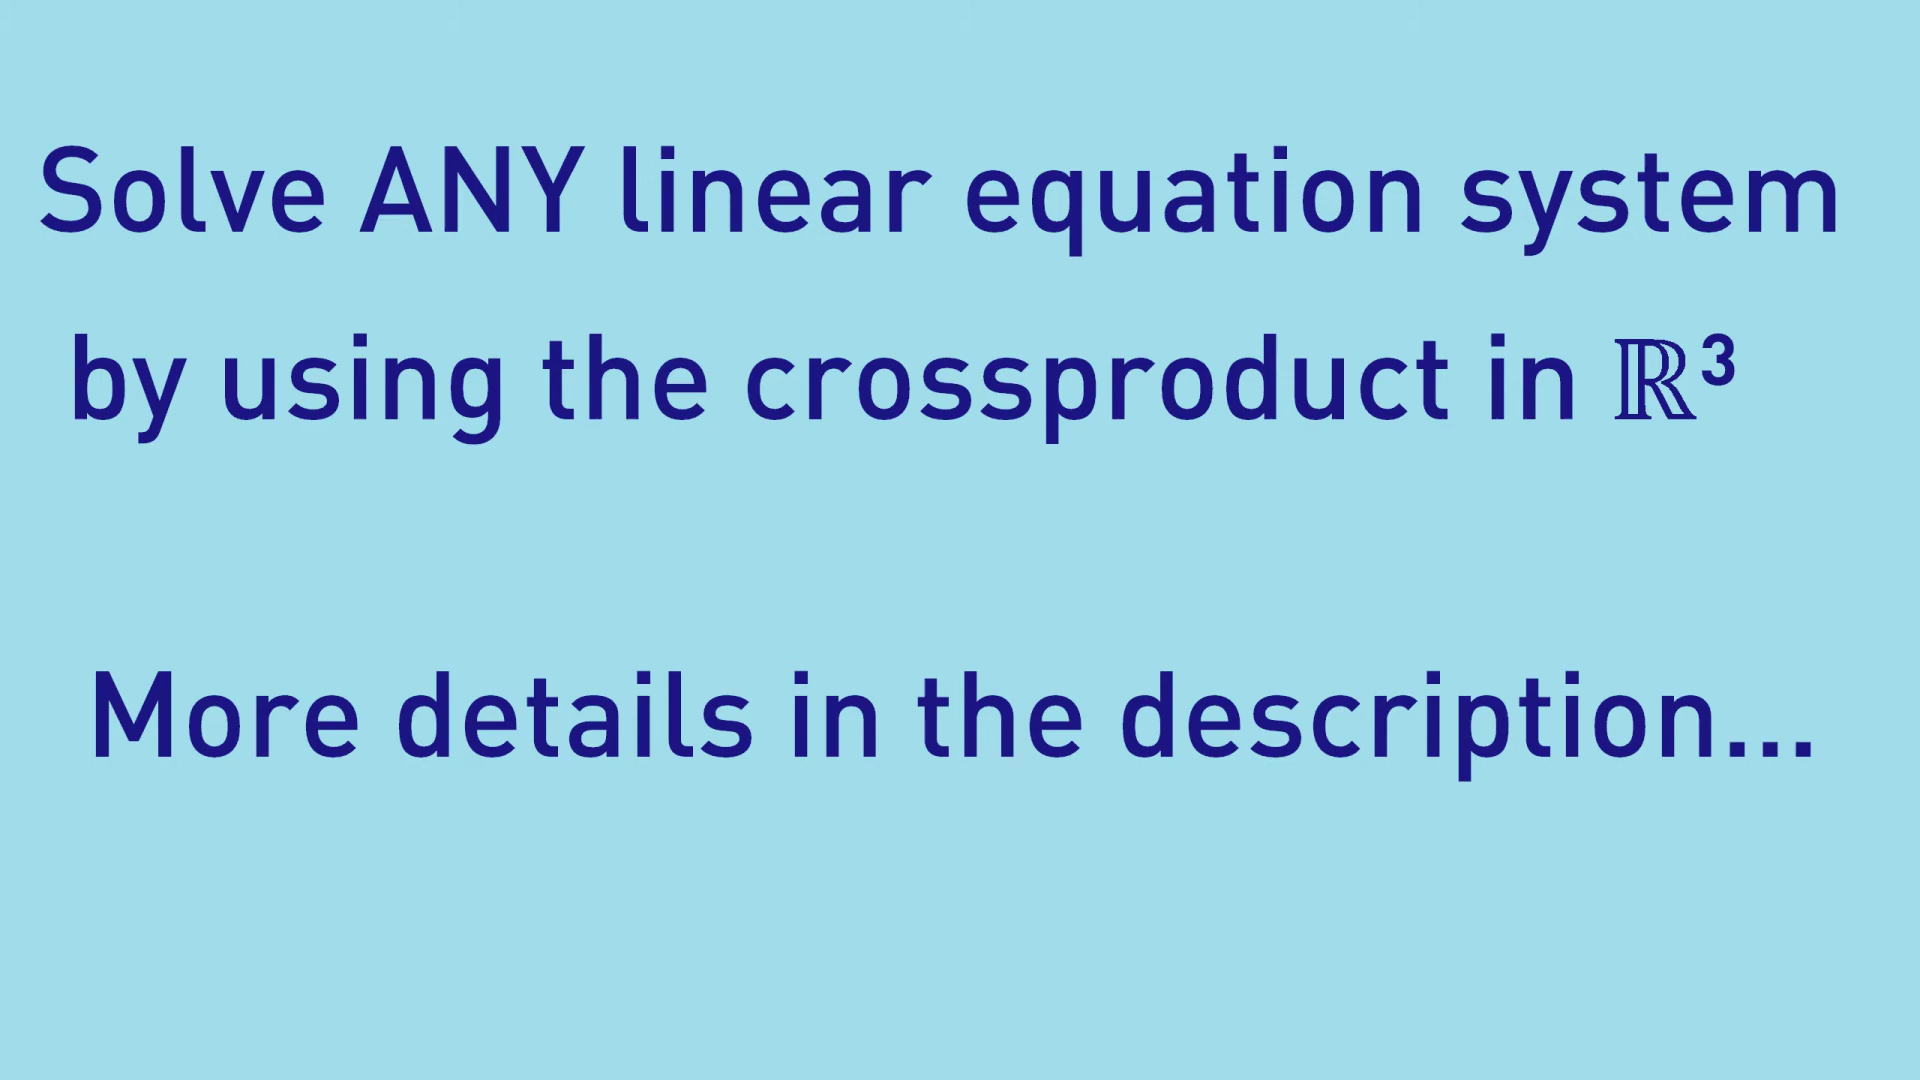 Solve ANY linear equation system
by using the crossproduct in ℝ³
More details in the description...